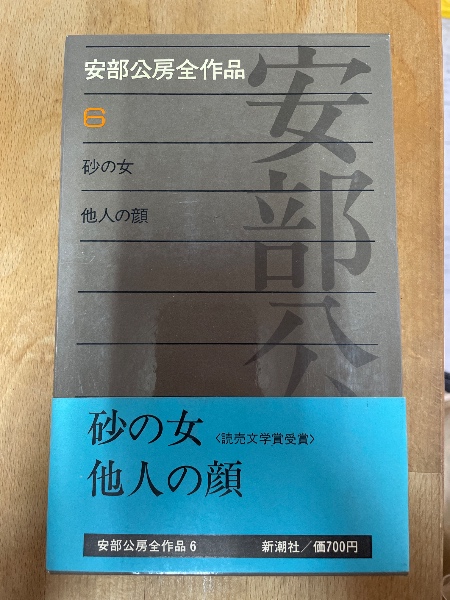 安部公房全作品
6
砂の女
他人の顔
安部公
砂の女〈読売文学賞受賞〉
他人の顔
安部公房全作品6 新潮社/価700円